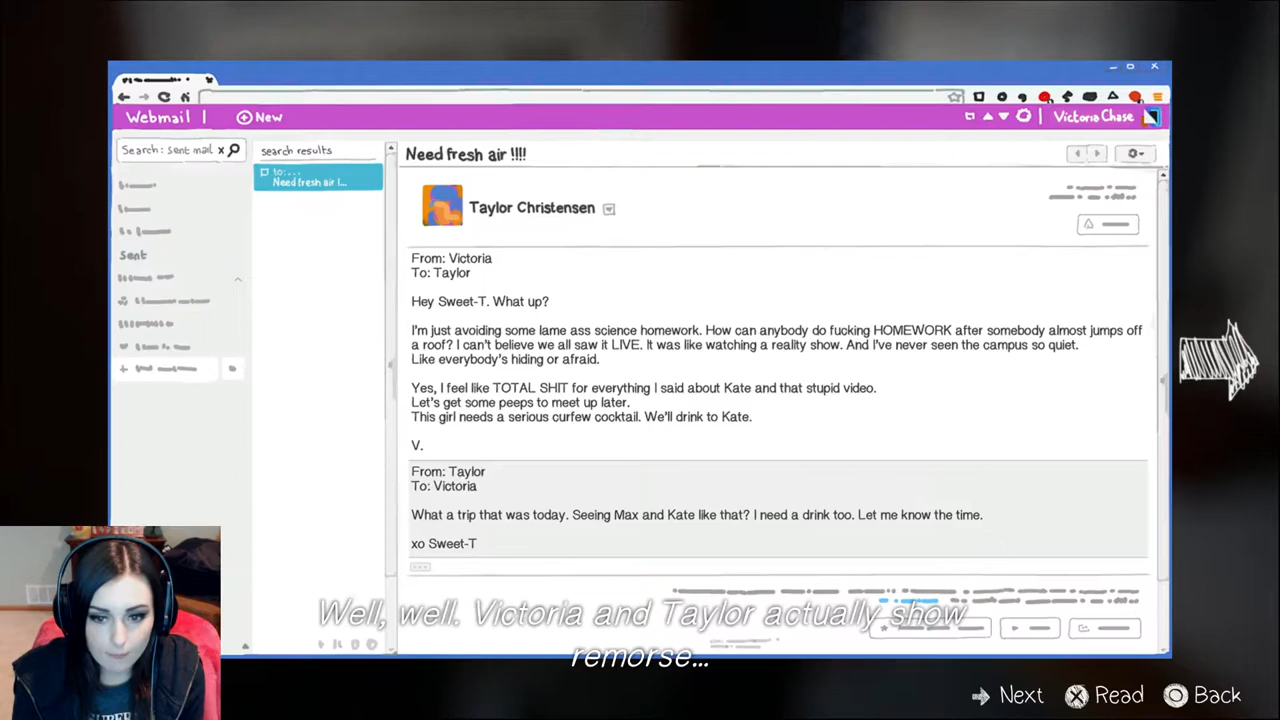 Webmail
New
Victoria Chase
Search: sent mail x
search results
Need fresh air !!!!
to:...
Need fresh air !...
Taylor Christensen
Sent
From: Victoria
To: Taylor
Hey Sweet-T. What up?
I'm just avoiding some lame ass science homework. How can anybody do fucking HOMEWORK after somebody almost jumps off
a roof? I can't believe we all saw it LIVE. It was like watching a reality show. And I've never seen the campus so quiet.
Like everybody's hiding or afraid.
Yes, I feel like TOTAL SHIT for everything I said about Kate and that stupid video.
Let's get some peeps to meet up later.
This girl needs a serious curfew cocktail. We'll drink to Kate.
V.
From: Taylor
To: Victoria
What a trip that was today. Seeing Max and Kate like that? I need a drink too. Let me know the time.
xo Sweet-T
Well, well. Victoria and Taylor actually show
remorse...
SUPER
Next
Read
Back